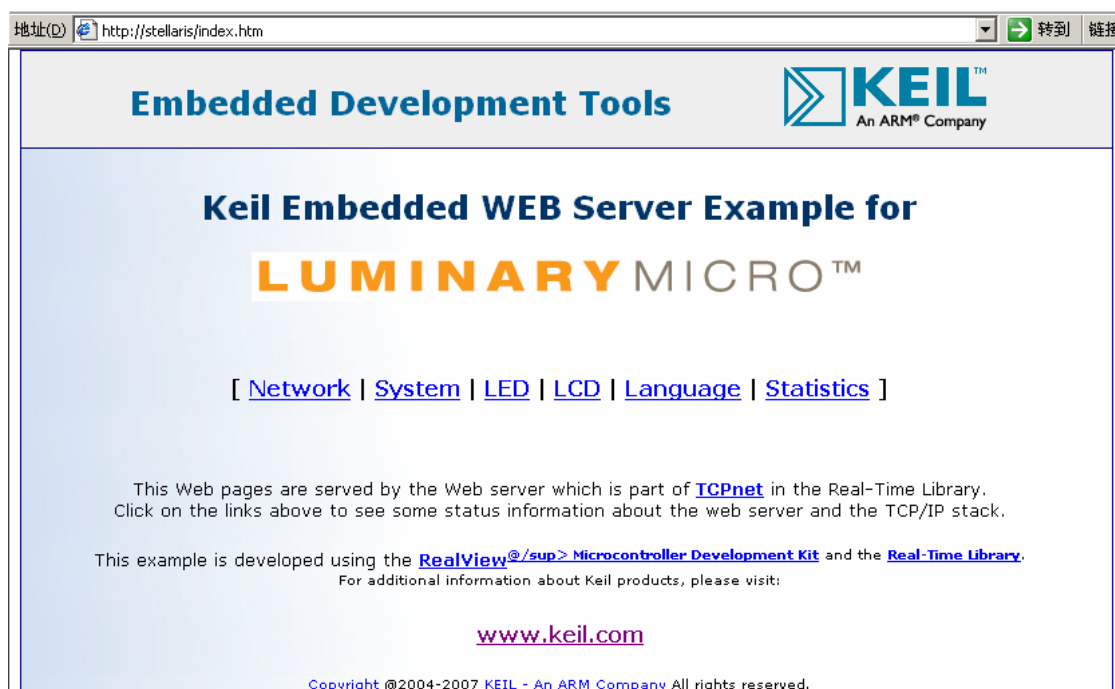 地址(D) http://stellaris/index.htm 转到 链接
Embedded Development Tools
KEIL™
An ARM® Company
Keil Embedded WEB Server Example for
LUMINARYMICRO™
[ Network | System | LED | LCD | Language | Statistics ]
This Web pages are served by the Web server which is part of TCPnet in the Real-Time Library.
Click on the links above to see some status information about the web server and the TCP/IP stack.
This example is developed using the RealView@/sup> Microcontroller Development Kit and the Real-Time Library.
For additional information about Keil products, please visit:
www.keil.com
Copyright @2004-2007 KEIL - An ARM Company All rights reserved.